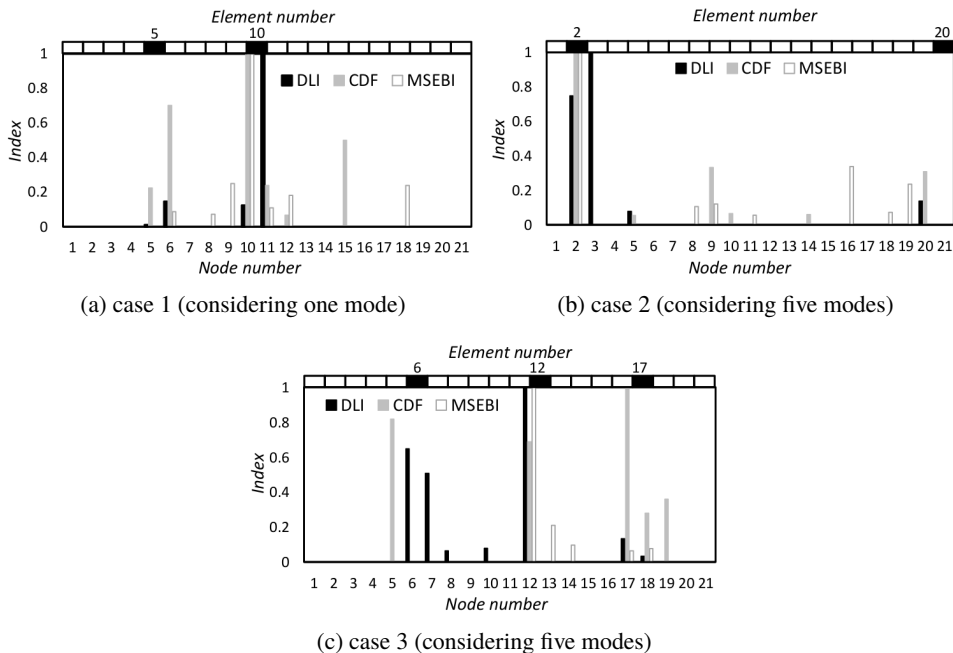 Element number
5 10
1
0.8
0.6
0.4
0.2
0
Index
DLI CDF MSEBI
1 2 3 4 5 6 7 8 9 10 11 12 13 14 15 16 17 18 19 20 21
Node number
(a) case 1 (considering one mode)
Element number
2 20
1
0.8
0.6
0.4
0.2
0
Index
DLI CDF MSEBI
1 2 3 4 5 6 7 8 9 10 11 12 13 14 15 16 17 18 19 20 21
Node number
(b) case 2 (considering five modes)
Element number
6 12 17
1
0.8
0.6
0.4
0.2
0
Index
DLI CDF MSEBI
1 2 3 4 5 6 7 8 9 10 11 12 13 14 15 16 17 18 19 20 21
Node number
(c) case 3 (considering five modes)